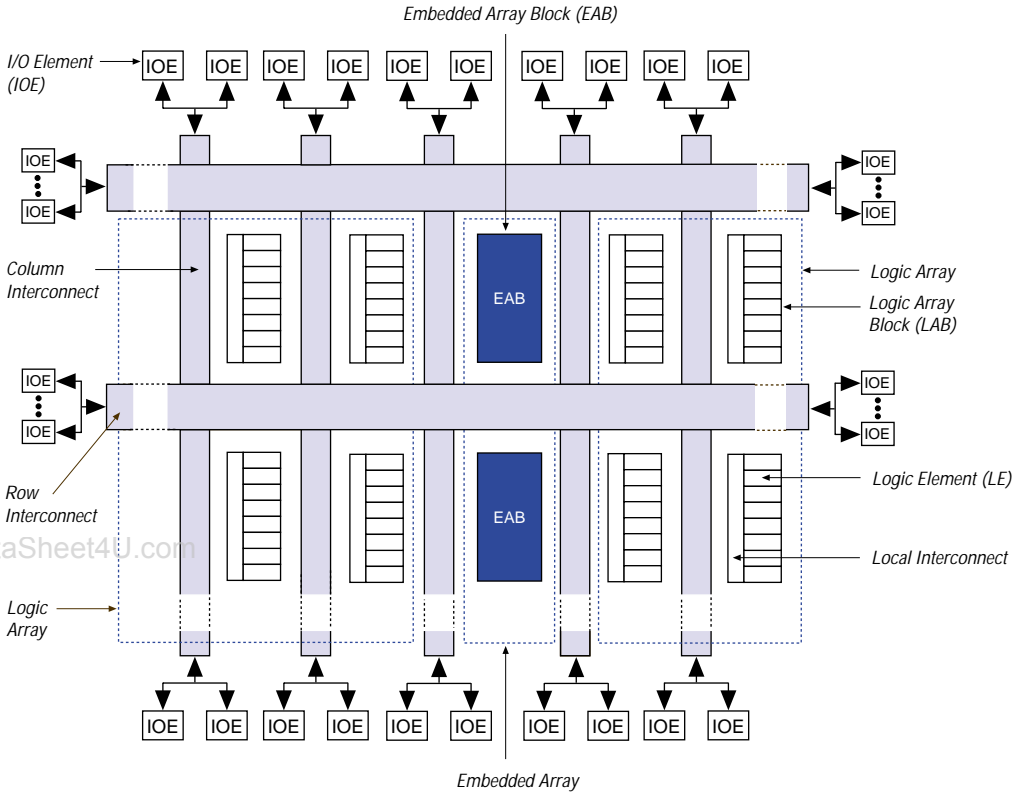 Embedded Array Block (EAB)
I/O Element
(IOE)
IOE IOE IOE IOE IOE IOE IOE IOE IOE IOE
IOE IOE
IOE IOE
Column
Interconnect
EAB
Logic Array
Logic Array
Block (LAB)
IOE IOE
IOE IOE
Row
Interconnect
EAB
Logic Element (LE)
taSheet4U.com
Local Interconnect
Logic
Array
IOE IOE IOE IOE IOE IOE IOE IOE IOE IOE
Embedded Array